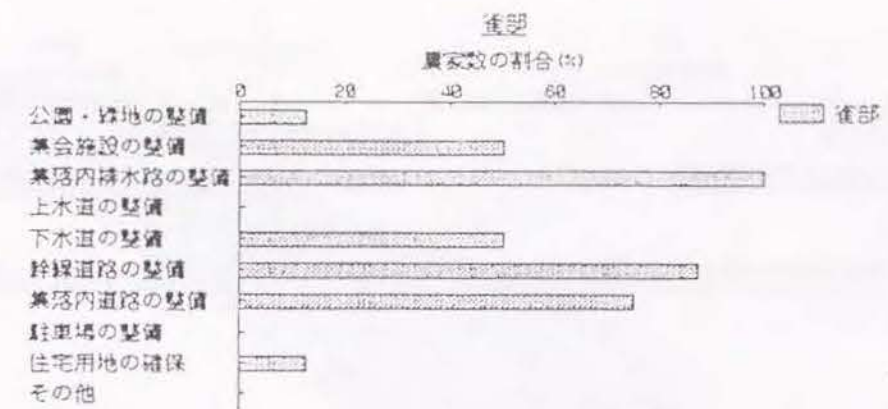 進部
農家数の割合(%)
0 20 40 60 80 100
公園・緑地の整備
進部
集会施設の整備
集落内排水路の整備
上水道の整備
下水道の整備
幹線道路の整備
集落内道路の整備
駐車場の整備
住宅用地の確保
その他